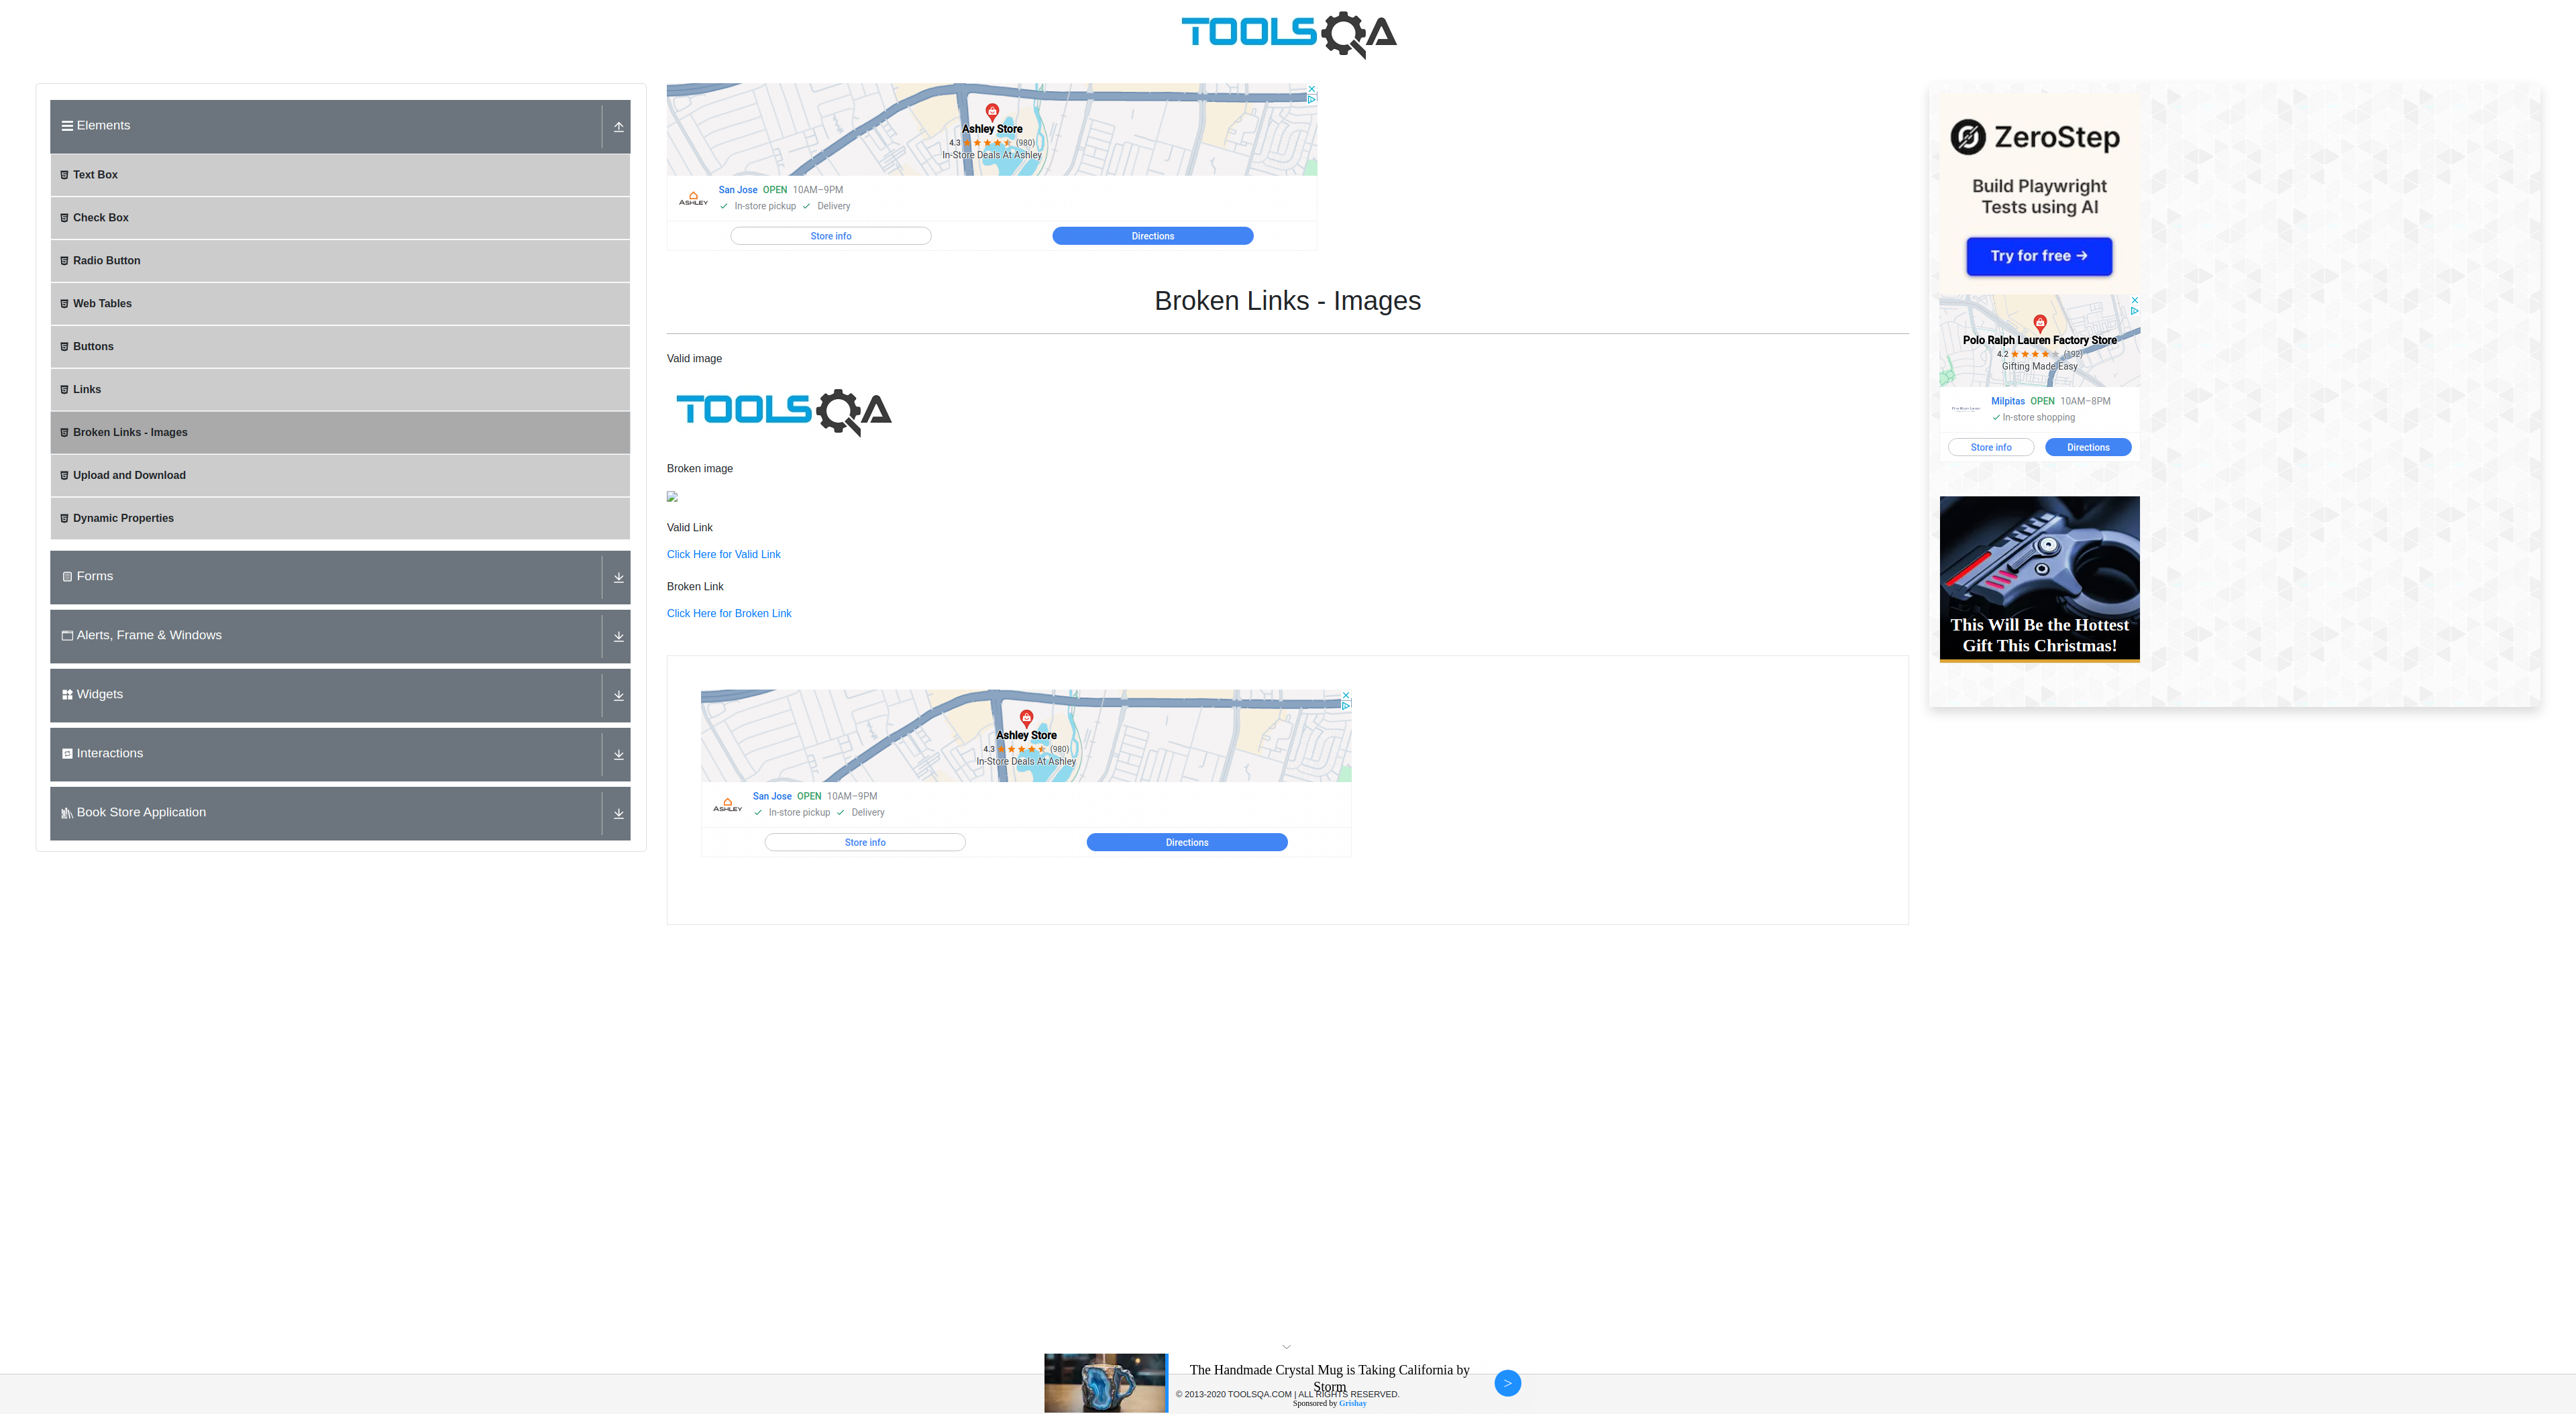 TOOLSQA
Elements
Text Box
Check Box
Radio Button
Web Tables
Buttons
Links
Broken Links - Images
Upload and Download
Dynamic Properties
Forms
Alerts, Frame & Windows
Widgets
Interactions
Book Store Application
Ashley Store
4.3 (980)
In-Store Deals At Ashley
ASHLEY
San Jose OPEN 10AM–9PM
In-store pickup Delivery
Store info Directions
Broken Links - Images
Valid image
TOOLSQA
Broken image
Valid Link
Click Here for Valid Link
Broken Link
Click Here for Broken Link
Ashley Store
4.3 (980)
In-Store Deals At Ashley
ASHLEY
San Jose OPEN 10AM–9PM
In-store pickup Delivery
Store info Directions
ZeroStep
Build Playwright
Tests using AI
Try for free →
Polo Ralph Lauren Factory Store
4.2 (192)
Gifting Made Easy
Milpitas OPEN 10AM–8PM
In-store shopping
Store info Directions
This Will Be the Hottest
Gift This Christmas!
The Handmade Crystal Mug is Taking California by
Storm
© 2013-2020 TOOLSQA.COM | ALL RIGHTS RESERVED.
Sponsored by Grishay